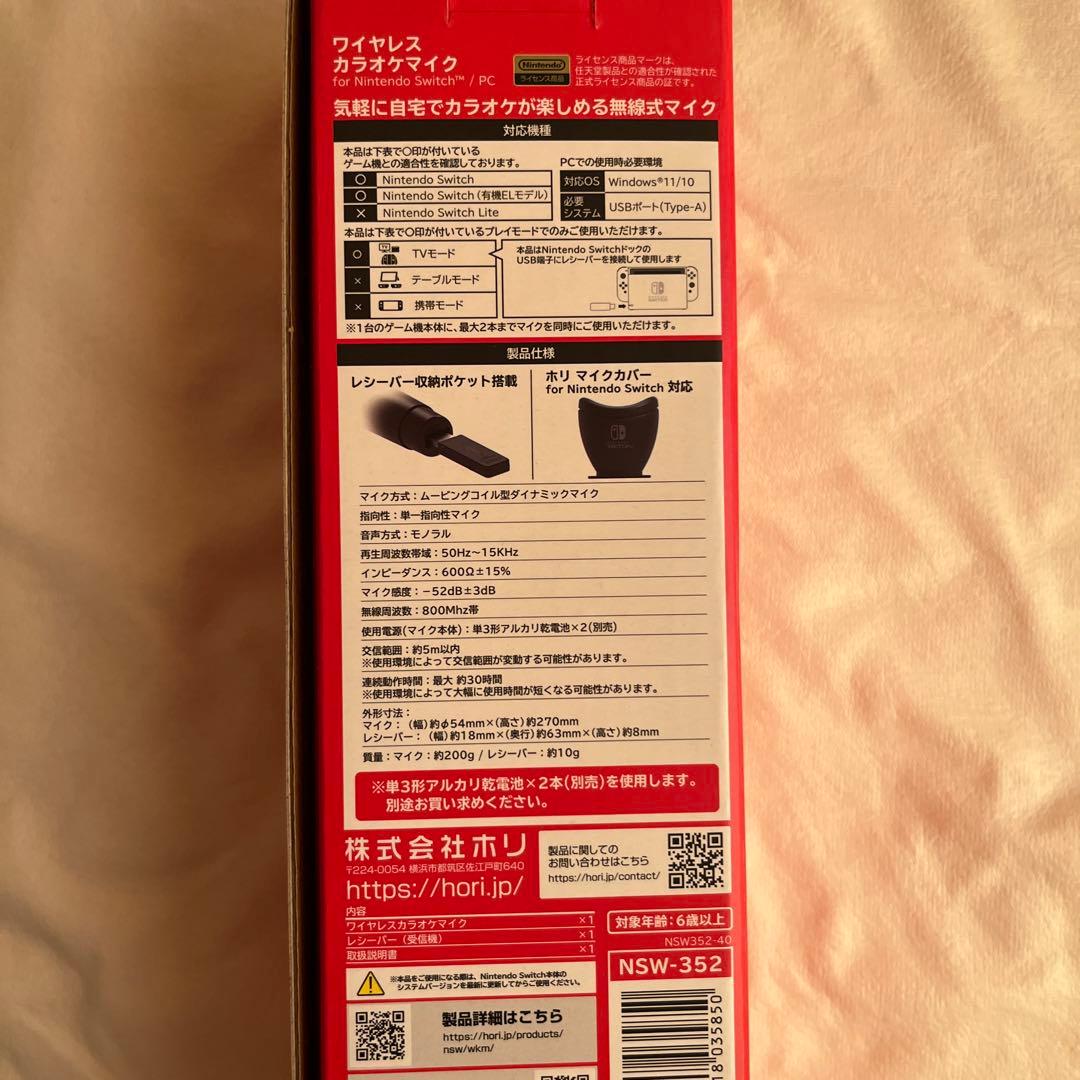 ワイヤレス
カラオケマイク
for Nintendo Switch™ / PC
Nintendo
ライセンス商品
ライセンス商品マークは、
任天堂製品との適合性が確認された
正式ライセンス商品の証です。
気軽に自宅でカラオケが楽しめる無線式マイク
対応機種
本品は下表で〇印が付いている
ゲーム機との適合性を確認しております。
〇 Nintendo Switch
〇 Nintendo Switch（有機ELモデル）
× Nintendo Switch Lite
PCでの使用時必要環境
対応OS Windows®11/10
必要
システム USBポート(Type-A)
本品は下表で〇印が付いているプレイモードでのみご使用いただけます。
〇 TV TVモード
× テーブルモード
× 携帯モード
本品はNintendo Switchドックの
USB端子にレシーバーを接続して使用します
※1台のゲーム機本体に、最大2本までマイクを同時にご使用いただけます。
製品仕様
レシーバー収納ポケット搭載
ホリ マイクカバー
for Nintendo Switch 対応
マイク方式：ムービングコイル型ダイナミックマイク
指向性：単一指向性マイク
音声方式：モノラル
再生周波数帯域：50Hz～15KHz
インピーダンス：600Ω±15%
マイク感度：－52dB±3dB
無線周波数：800Mhz帯
使用電源(マイク本体)：単3形アルカリ乾電池×2(別売)
交信範囲：約5m以内
※使用環境によって交信範囲が変動する可能性があります。
連続動作時間：最大 約30時間
※使用環境によって大幅に使用時間が短くなる可能性があります。
外形寸法：
マイク：（幅）約φ54mm×（高さ）約270mm
レシーバー：（幅）約18mm×（奥行）約63mm×（高さ）約8mm
質量：マイク：約200g / レシーバー：約10g
※単3形アルカリ乾電池×2本(別売)を使用します。
別途お買い求めください。
株式会社ホリ
〒224-0054 横浜市都筑区佐江戸町640
https://hori.jp/
製品に関しての
お問い合わせはこちら
https://hori.jp/contact/
内容
ワイヤレスカラオケマイク ×1
レシーバー（受信機） ×1
取扱説明書 ×1
対象年齢：6歳以上
NSW352-40
NSW-352
※本品をご使用になる際は、Nintendo Switch本体の
システムバージョンを最新に更新してからご使用ください。
製品詳細はこちら
https://hori.jp/products/
nsw/wkm/
18 035850